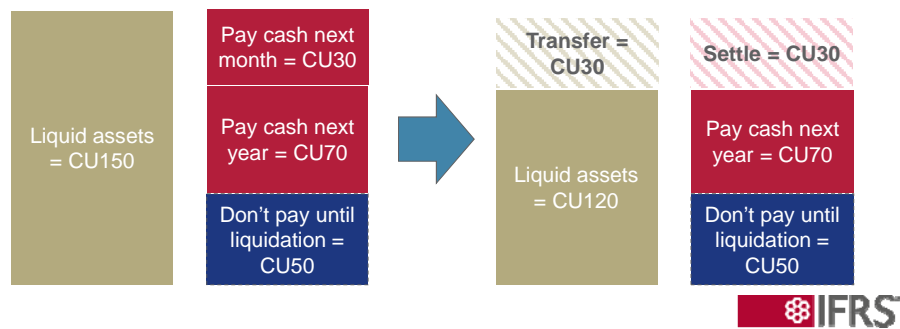 Liquid assets
= CU150
Pay cash next
month = CU30
Pay cash next
year = CU70
Don't pay until
liquidation =
CU50
Transfer =
CU30
Liquid assets
= CU120
Settle = CU30
Pay cash next
year = CU70
Don't pay until
liquidation =
CU50
IFRS